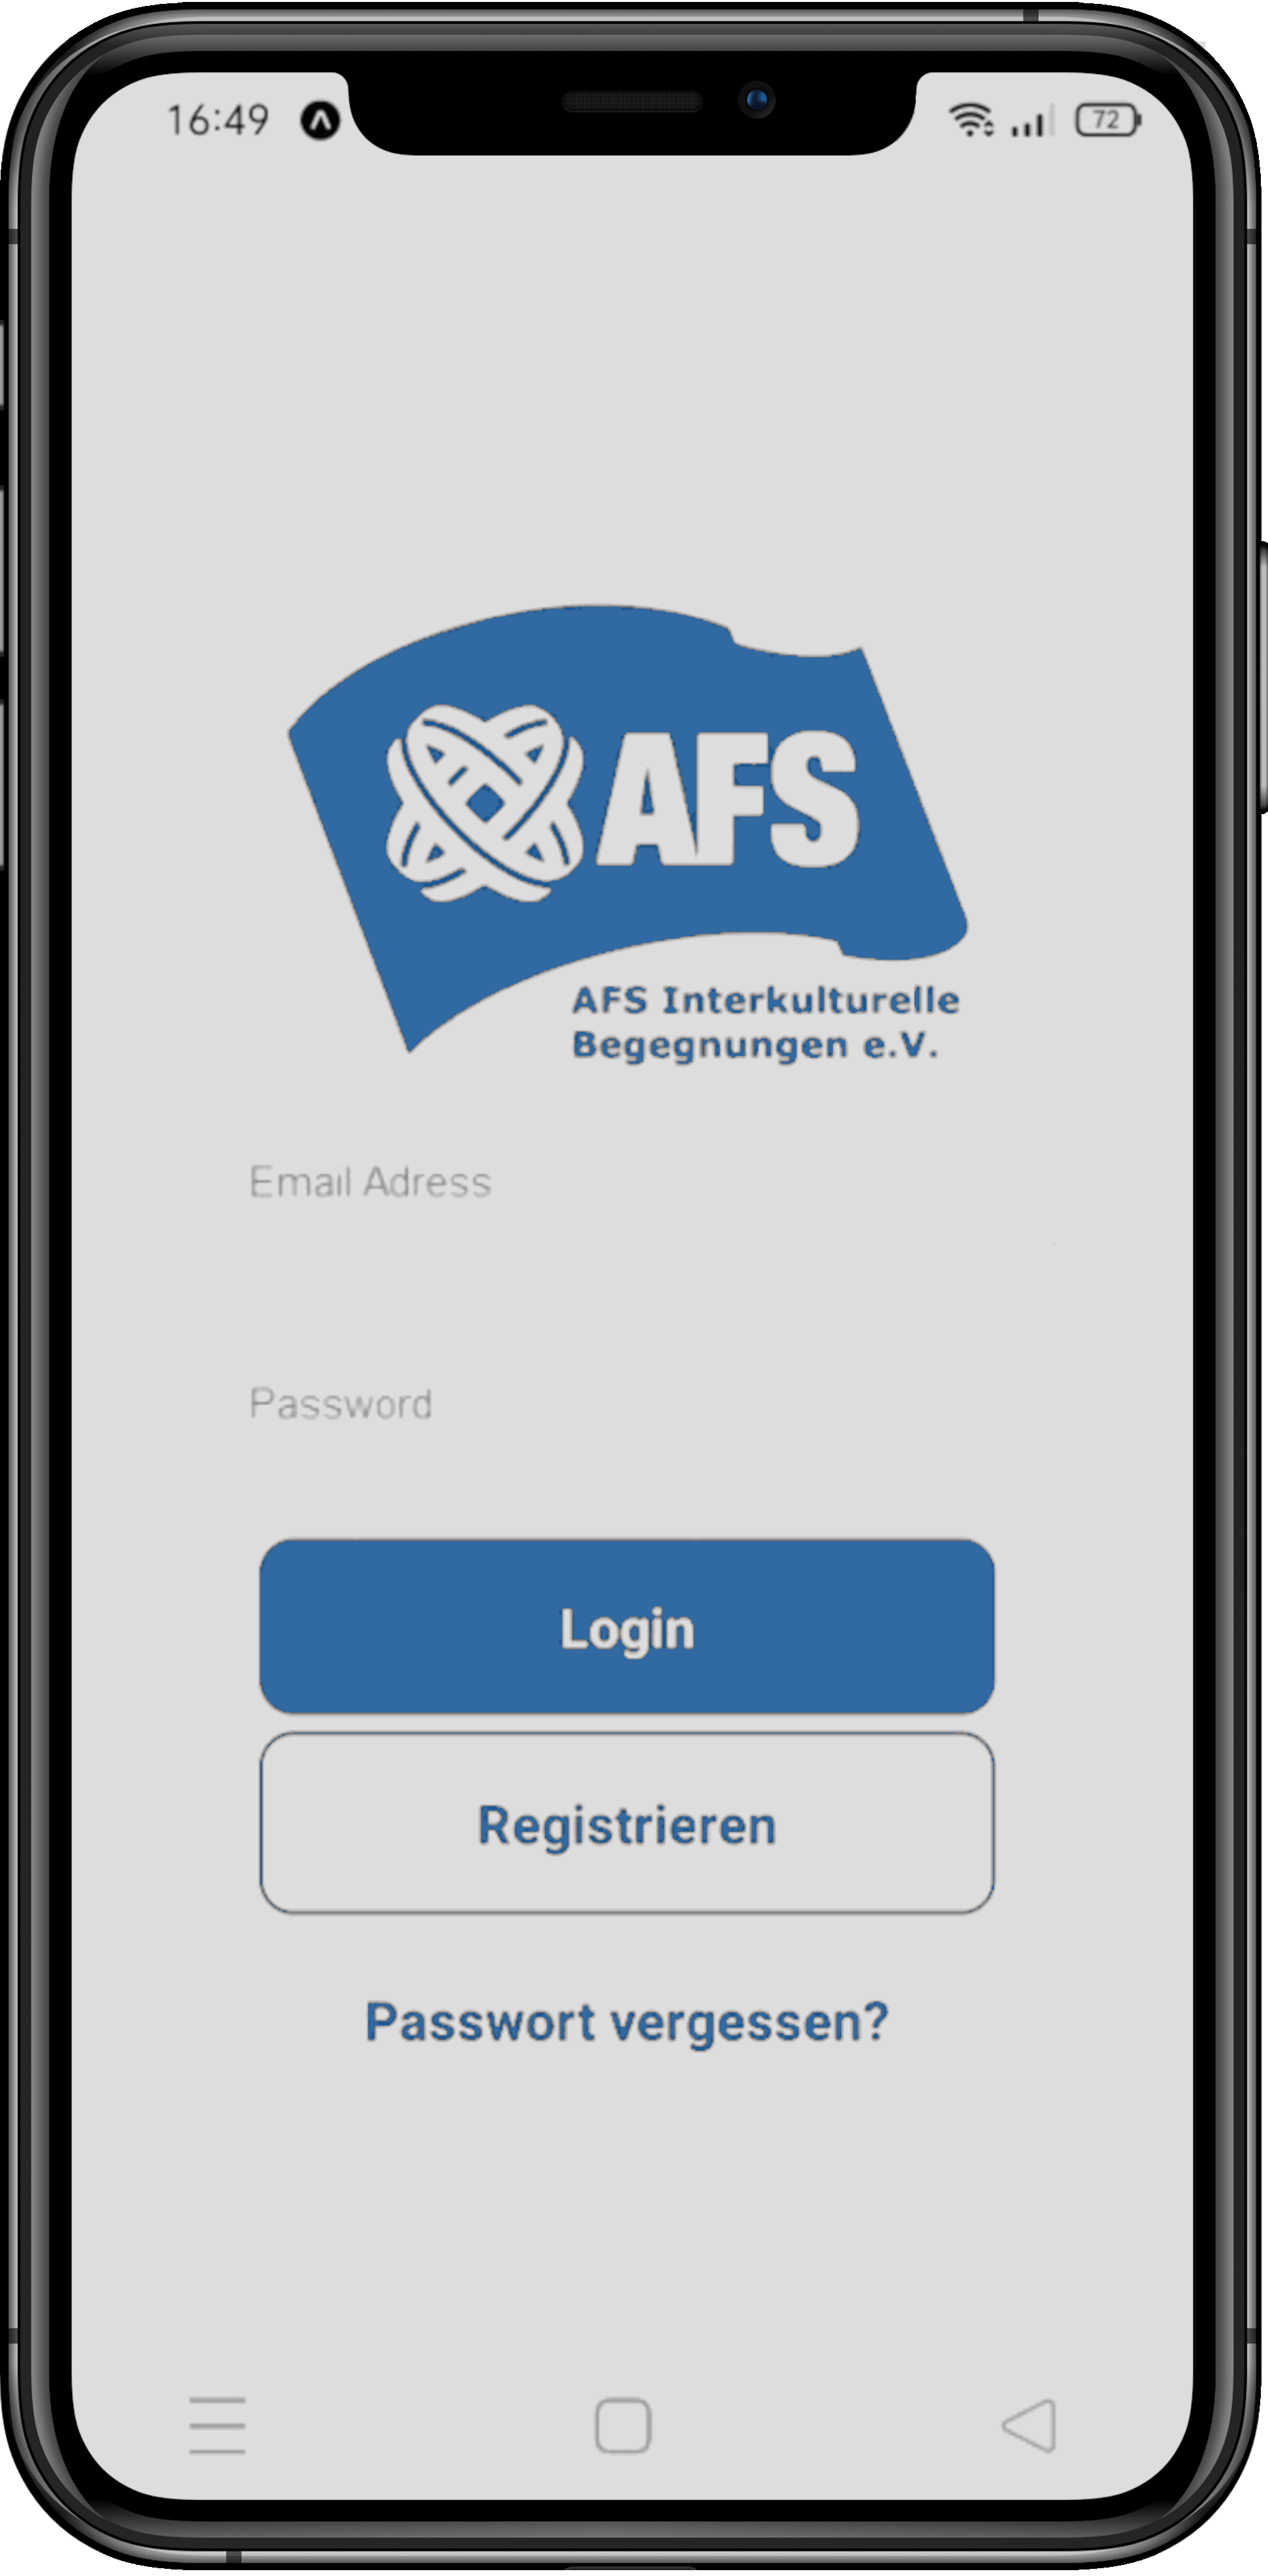 16:49
72
AFS
AFS Interkulturelle
Begegnungen e.V.
Email Adress
Password
Login
Registrieren
Passwort vergessen?